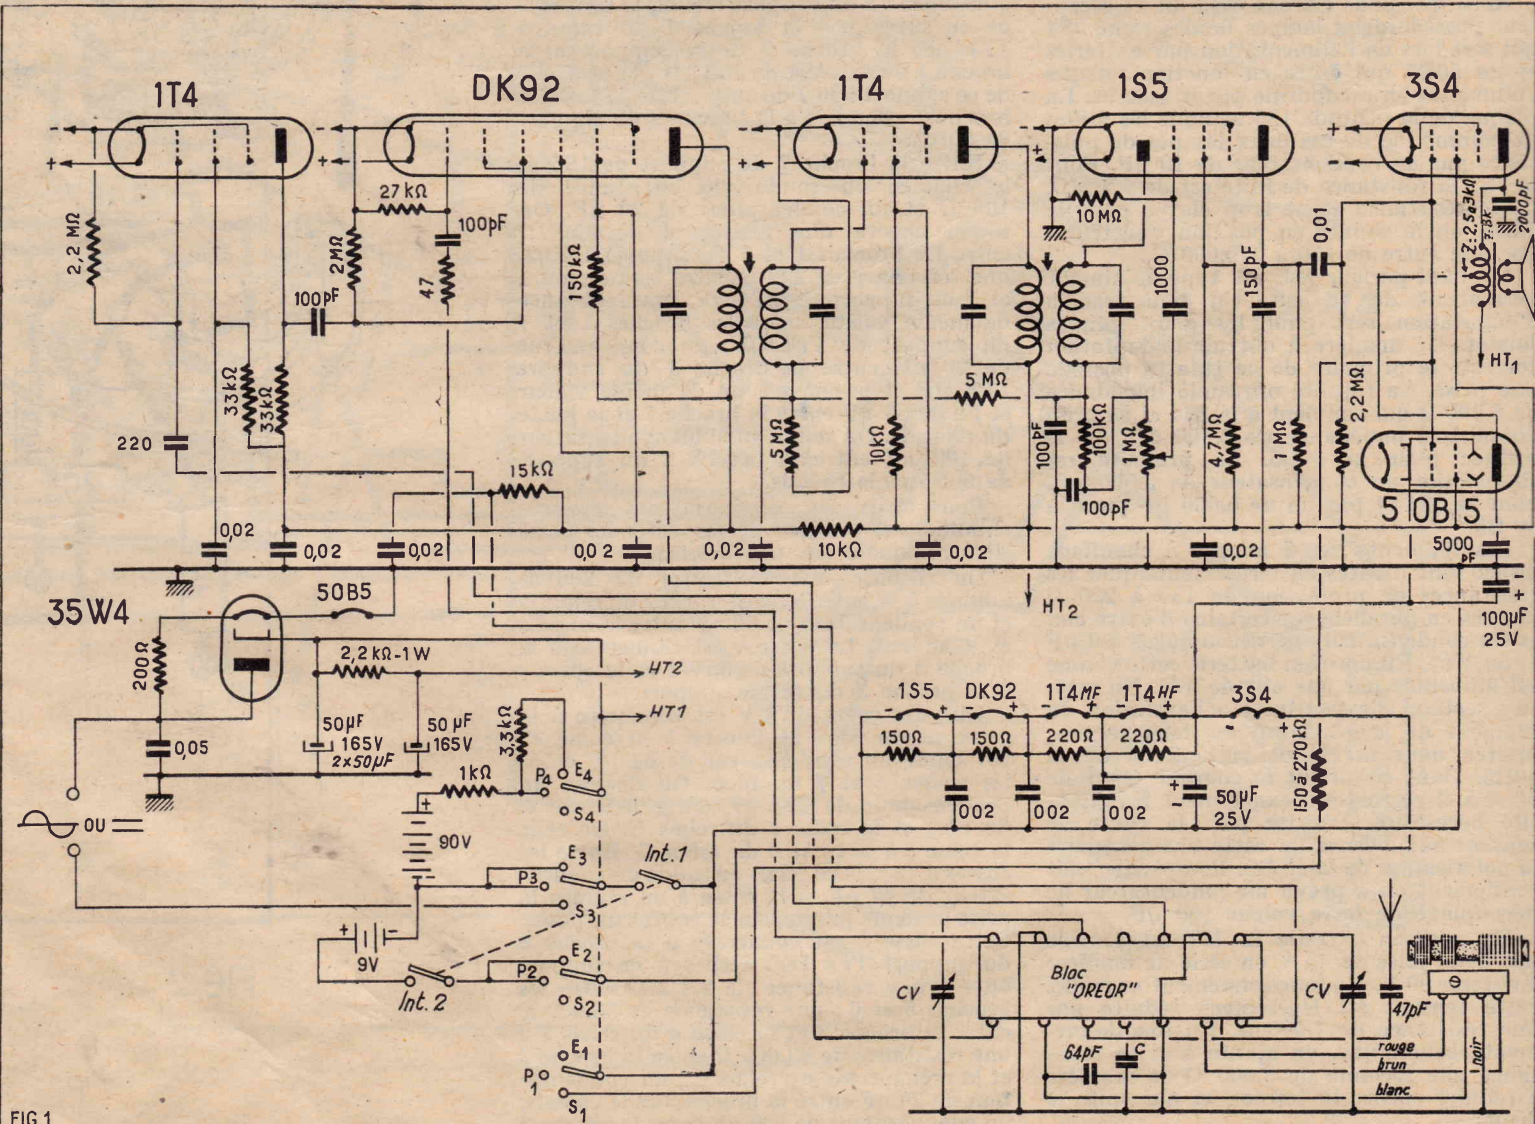 1T4
DK92
1T4
1S5
3S4
2,2 MΩ
27 kΩ
100pF
2MΩ
47
100pF
150kΩ
10 MΩ
1000
150pF
0,01
T.: 2,5 à 3kΩ
2000pF
HT1
33kΩ
33kΩ
220
15kΩ
5 MΩ
5 MΩ
10kΩ
100pF
100kΩ
1 MΩ
100pF
4,7MΩ
1 MΩ
2,2 MΩ
50B5
0,02
0,02
0,02
0,02
0,02
10kΩ
0,02
0,02
5000 pF
100µF
25V
HT2
35W4
50B5
200Ω
2,2 kΩ-1W
HT2
HT1
50µF
165V
2x50µF
50 µF
165V
0,05
3,3kΩ
1kΩ
P4
E4
S4
OU
90V
E3
P3
S3
Int.1
9V
Int.2
E2
P2
S2
E1
P1
S1
1S5
DK92
1T4MF
1T4HF
3S4
150Ω
150Ω
220Ω
220Ω
150 à 270kΩ
002
002
002
50µF
25V
CV
Bloc
"OREOR"
CV
47pF
64pF
C
rouge
brun
blanc
noir
FIG.1